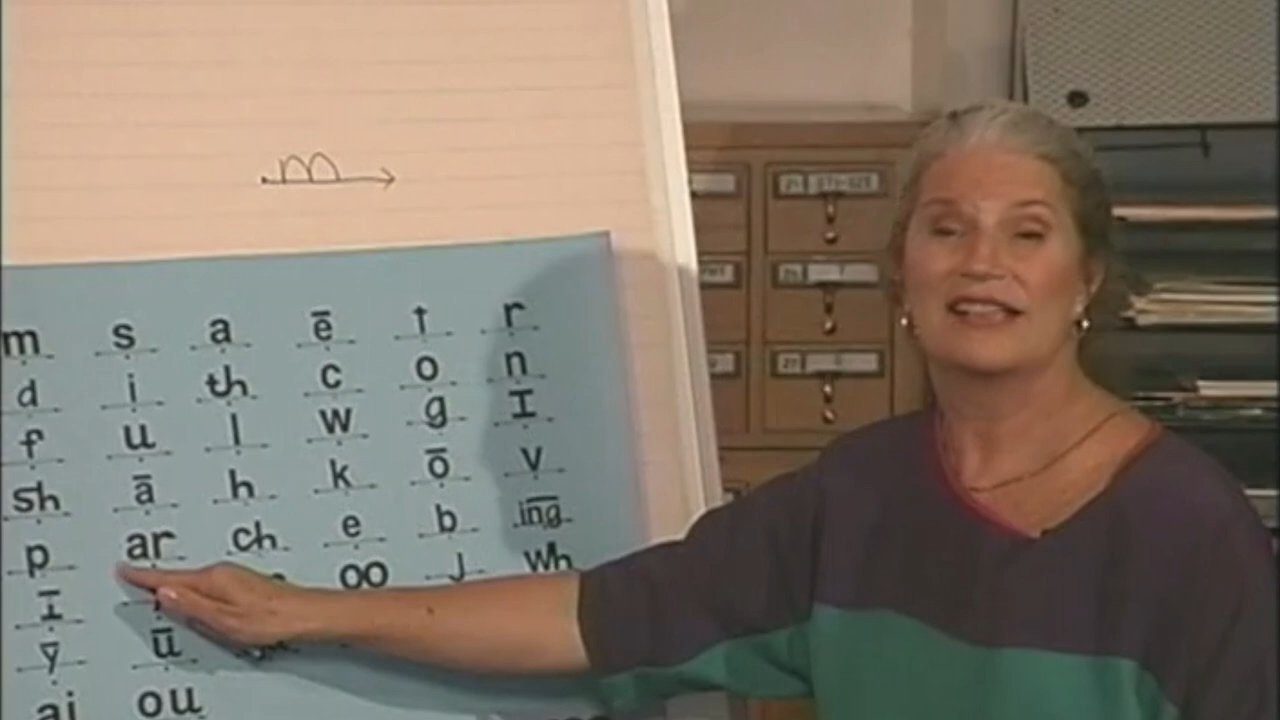 m
m s a ē t r
d i th c o n
f u l w g I
sh ā h k ō v
p ar ch e b ing
oo J Wh
ȳ ū
ai ou